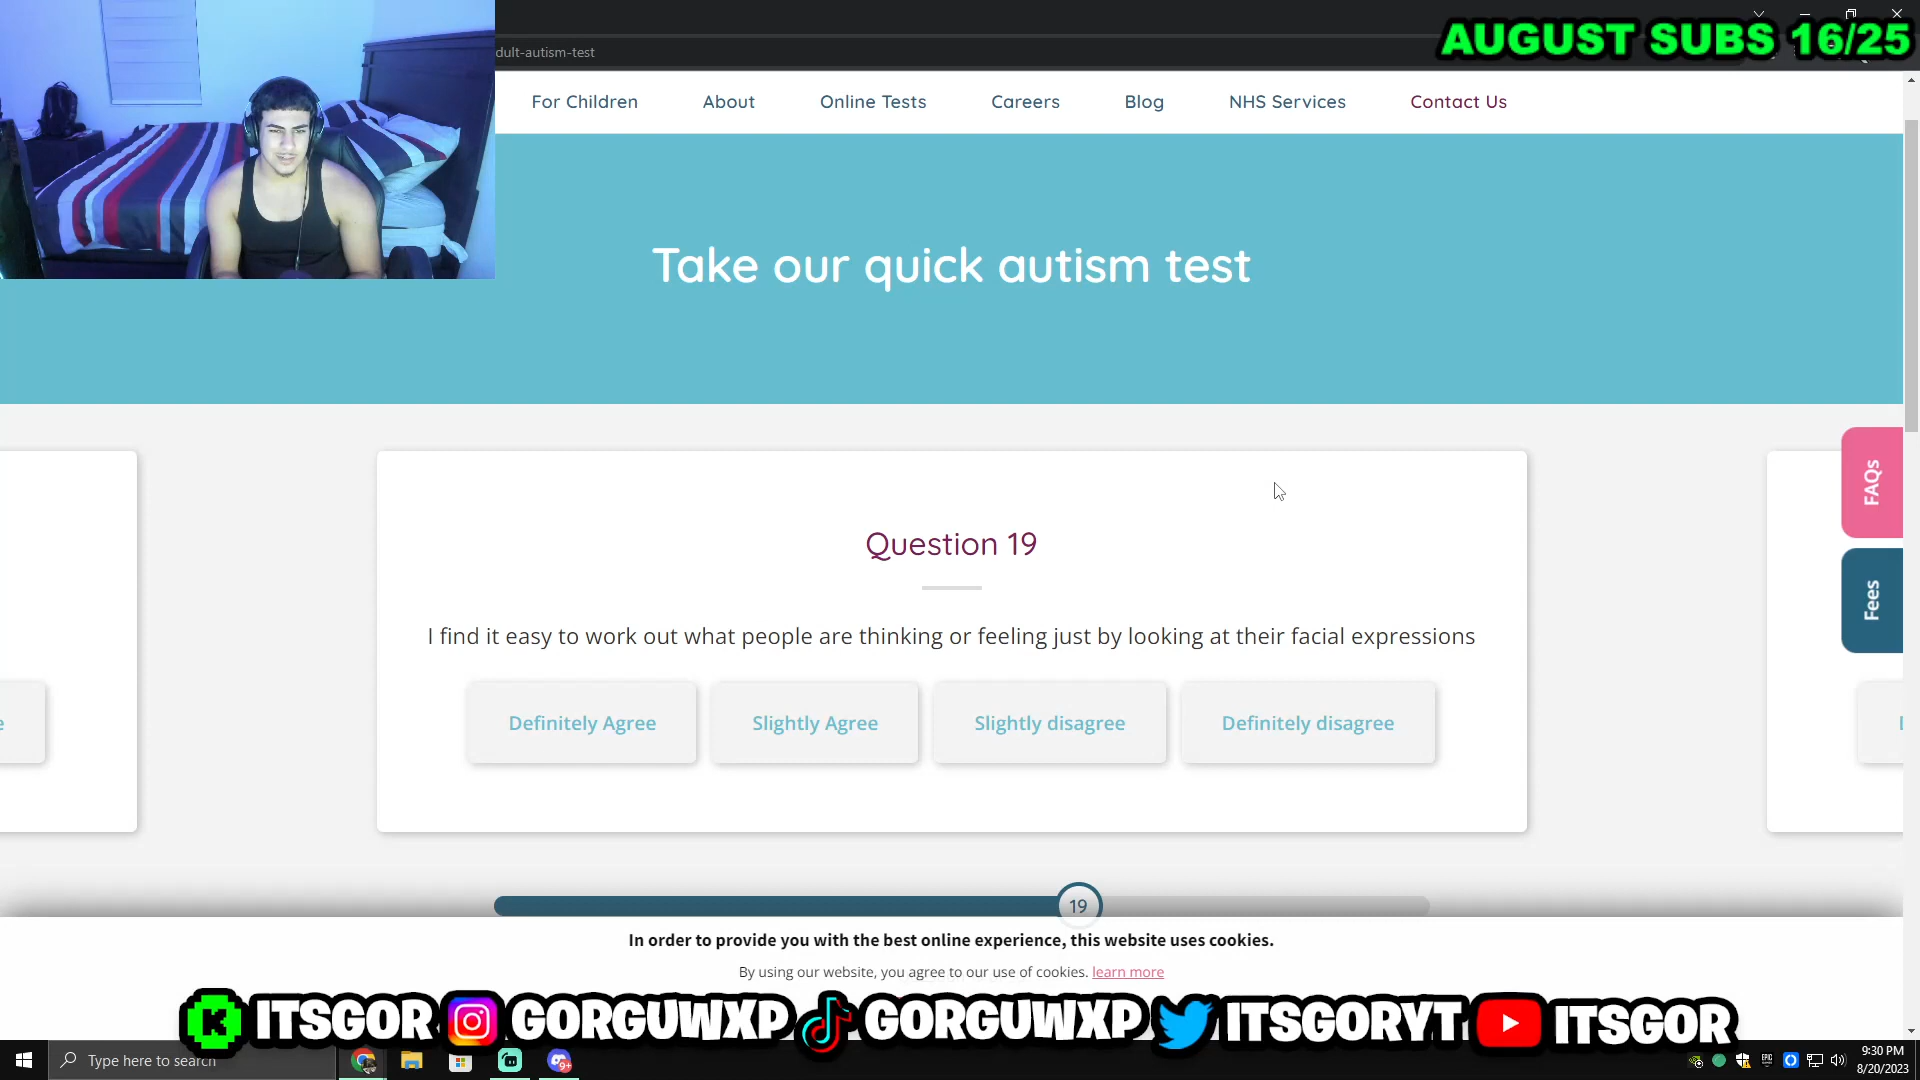 AUGUST SUBS 16/25
dult-autism-test
For Children About Online Tests Careers Blog NHS Services Contact Us
Take our quick autism test
FAQs
Fees
Question 19
I find it easy to work out what people are thinking or feeling just by looking at their facial expressions
Definitely Agree Slightly Agree Slightly disagree Definitely disagree
19
In order to provide you with the best online experience, this website uses cookies.
By using our website, you agree to our use of cookies. learn more
ITSGOR GORGUWXP GORGUWXP ITSGORYT ITSGOR
Type here to search
9:30 PM
8/20/2023